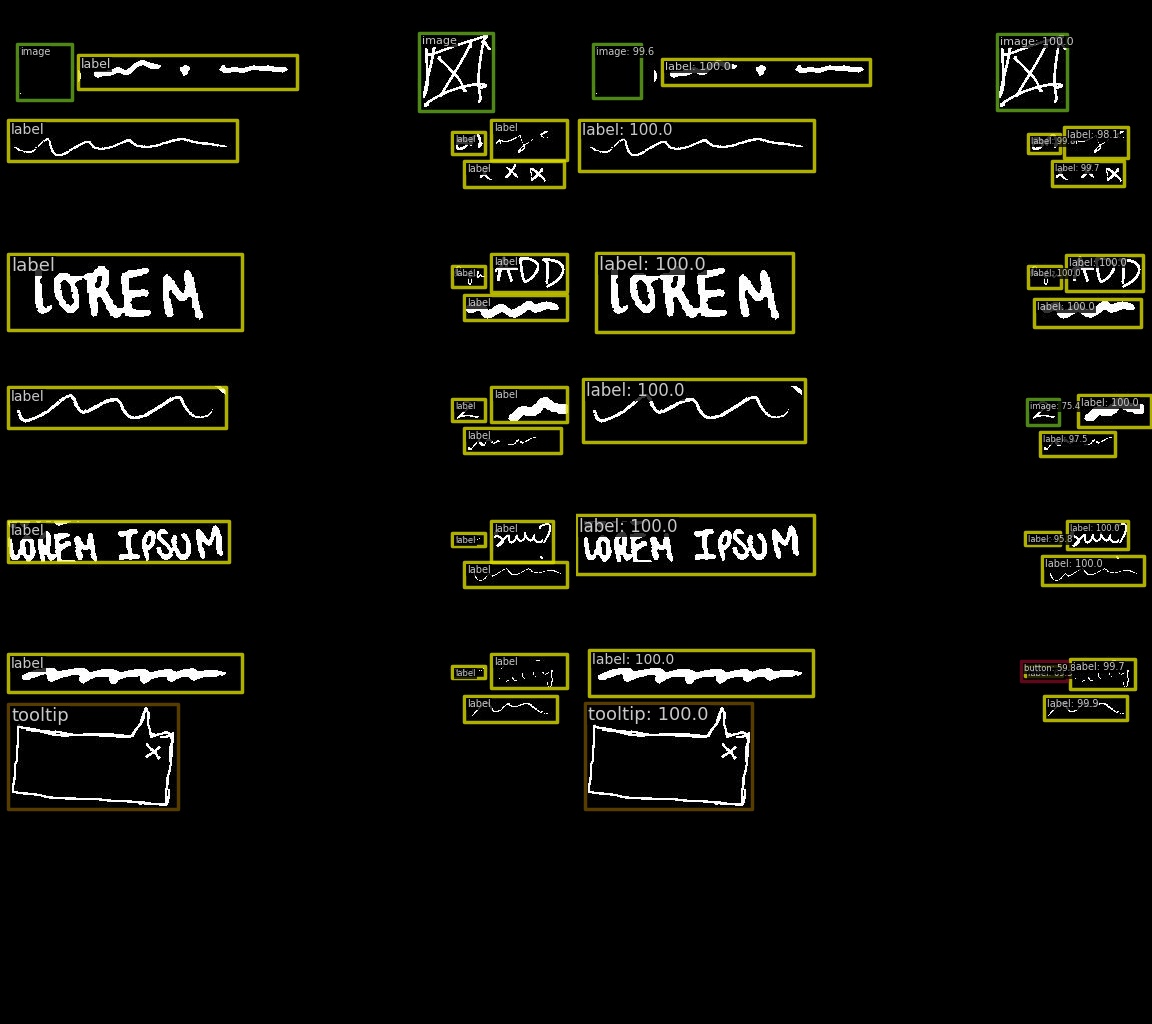 image label image image: 99.6 label: 100.0 image: 100.0
label label label label: 100.0 label: 98.1
label label: 99.7
label label label label: 100.0 label: 100.0 label: 100.0
LOREM LOREM
label label: 100.0
label label label label: 100.0 image: 75.4 label: 100.0
label label: 97.5
label label label label: 100.0 label: 95.8 label: 100.0
LOREM IPSUM LOREM IPSUM
label label: 100.0
label label label label: 100.0 button: 59.8 label: 99.7
label label: 99.9
tooltip tooltip: 100.0